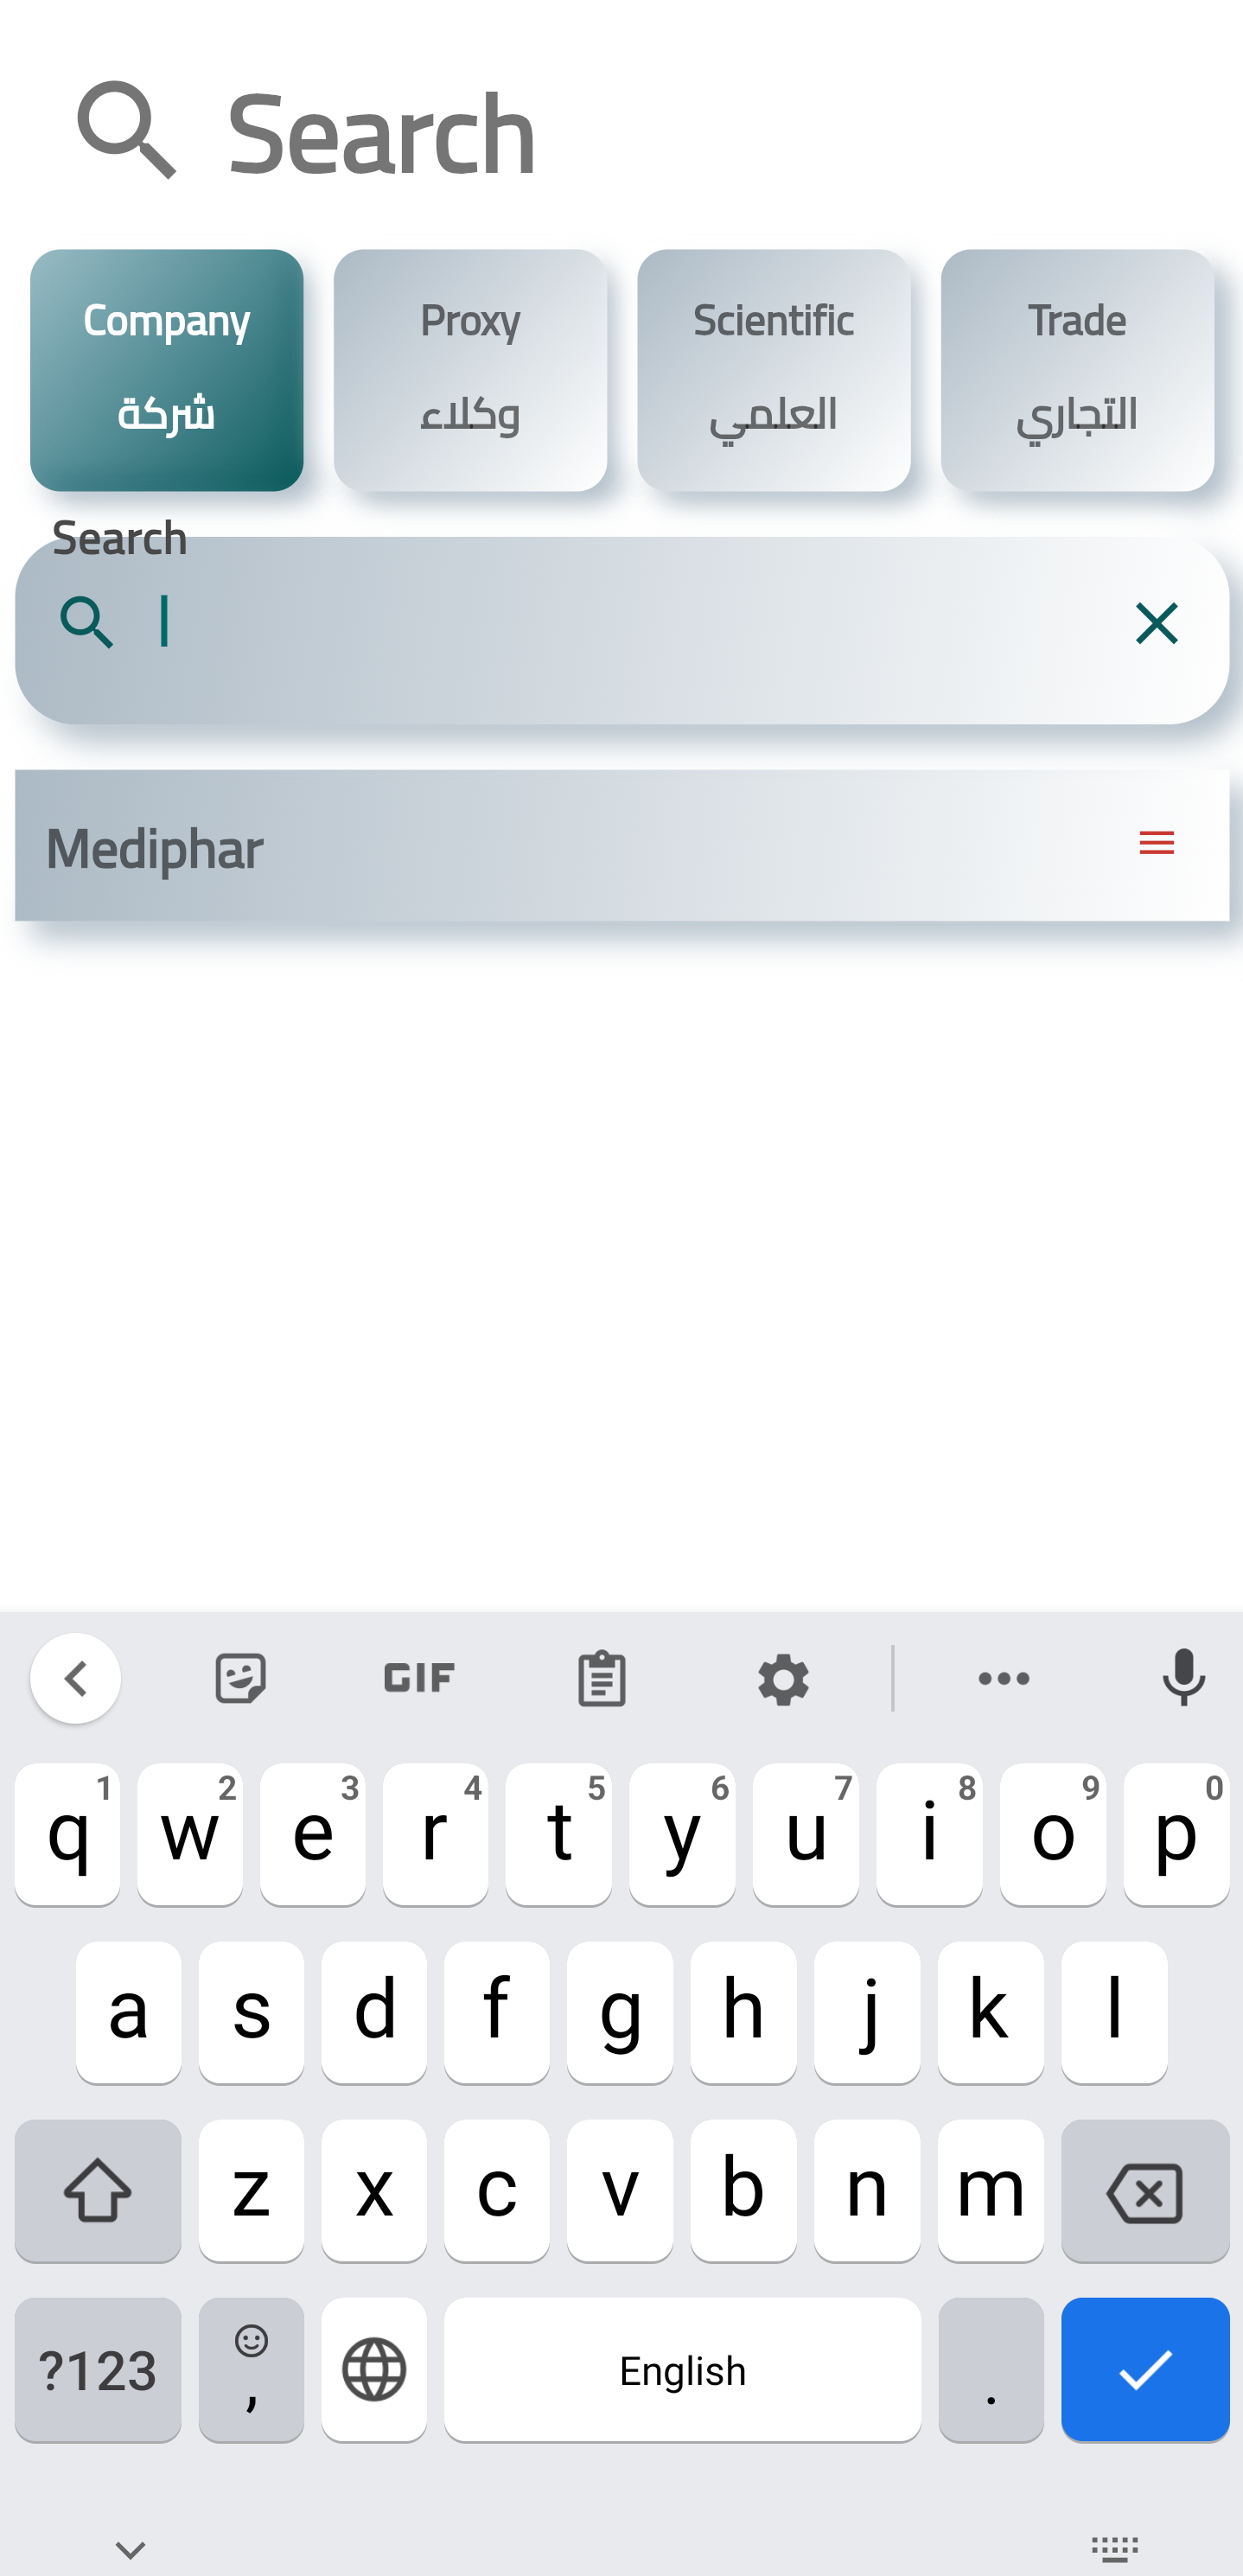 Search
Company Proxy Scientific Trade
شركة وكلاء العلمي التجاري
Search
Mediphar
GIF
1 2 3 4 5 6 7 8 9 0
q w e r t y u i o p
a s d f g h j k l
z x c v b n m
?123 , English .